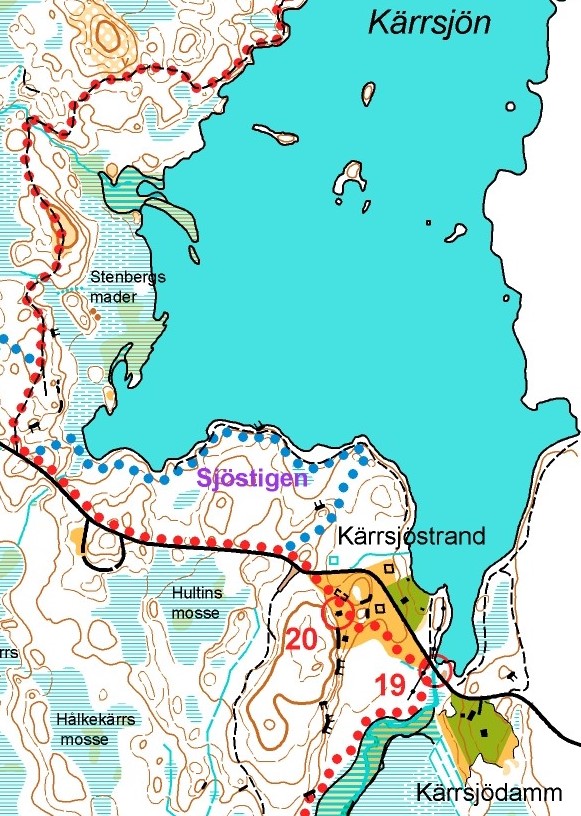 Kärrsjön
Stenbergs
mader
Sjöstigen
Kärrsjöstrand
Hultins
mosse
20
rrs
19
Hålkekärrs
mosse
Kärrsjödamm